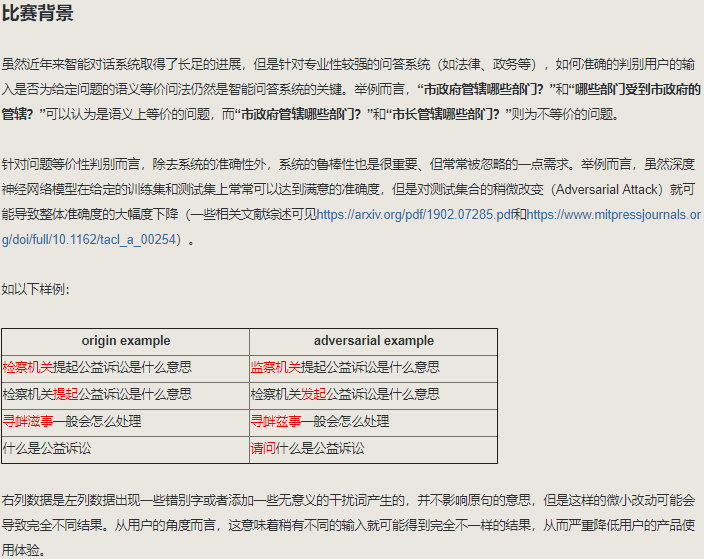 比赛背景
虽然近年来智能对话系统取得了长足的进展，但是针对专业性较强的问答系统（如法律、政务等），如何准确的判别用户的输
入是否为给定问题的语义等价问法仍然是智能问答系统的关键。举例而言，“市政府管辖哪些部门？”和“哪些部门受到市政府的
管辖？”可以认为是语义上等价的问题，而“市政府管辖哪些部门？”和“市长管辖哪些部门？”则为不等价的问题。
针对问题等价性判别而言，除去系统的准确性外，系统的鲁棒性也是很重要、但常常被忽略的一点需求。举例而言，虽然深度
神经网络模型在给定的训练集和测试集上常常可以达到满意的准确度，但是对测试集合的稍微改变（Adversarial Attack）就可
能导致整体准确度的大幅度下降（一些相关文献综述可见https://arxiv.org/pdf/1902.07285.pdf和https://www.mitpressjournals.or
g/doi/full/10.1162/tacl_a_00254）。
如以下样例：
origin example adversarial example
检察机关提起公益诉讼是什么意思 监察机关提起公益诉讼是什么意思
检察机关提起公益诉讼是什么意思 检察机关发起公益诉讼是什么意思
寻衅滋事一般会怎么处理 寻衅兹事一般会怎么处理
什么是公益诉讼 请问什么是公益诉讼
右列数据是左列数据出现一些错别字或者添加一些无意义的干扰词产生的，并不影响原句的意思，但是这样的微小改动可能会
导致完全不同结果。从用户的角度而言，这意味着稍有不同的输入就可能得到完全不一样的结果，从而严重降低用户的产品使
用体验。